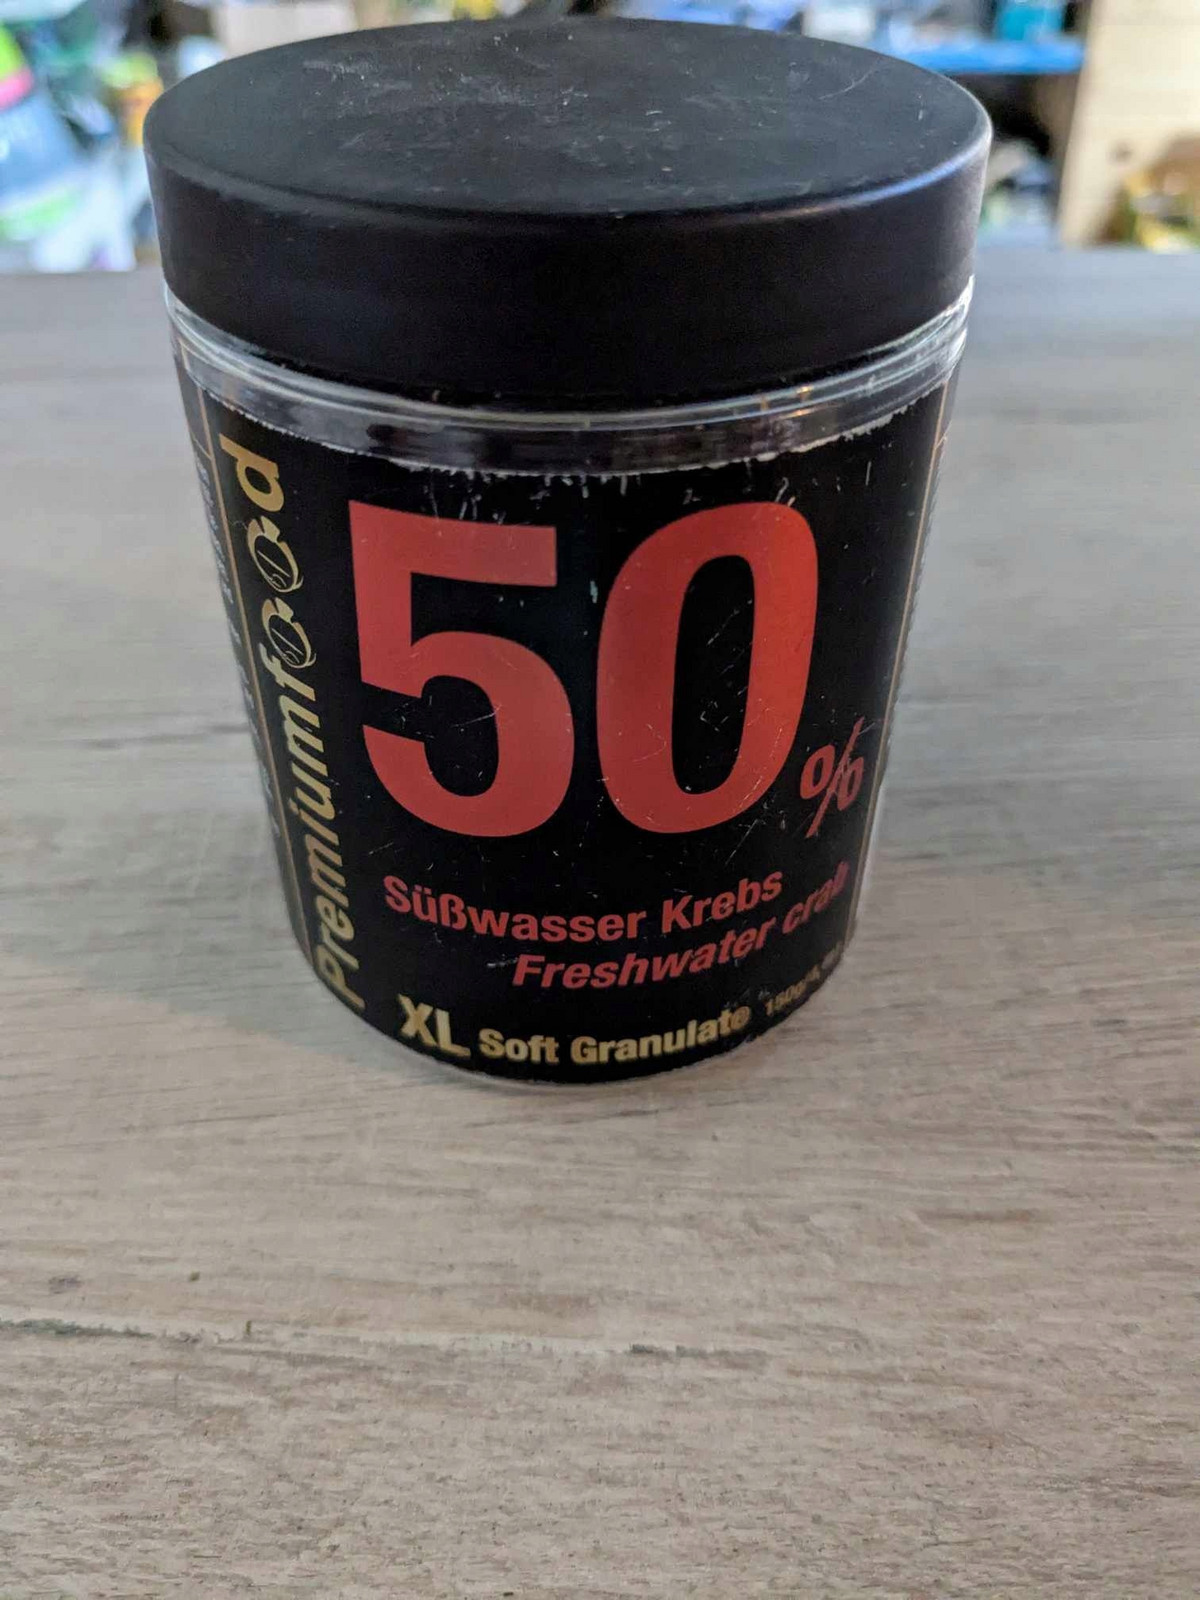 Premiumfood
50%
Süßwasser Krebs
Freshwater crab
XL Soft Granulate